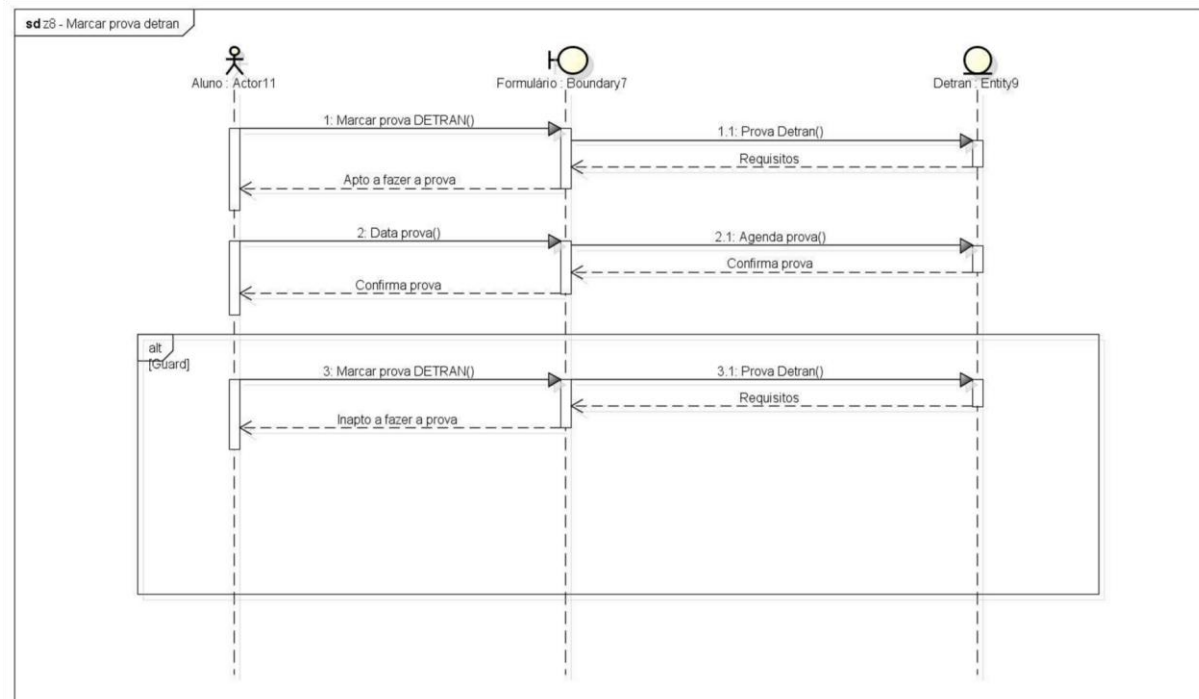 sd z8 - Marcar prova detran
Aluno : Actor11
Formulário : Boundary7
Detran : Entity9
1: Marcar prova DETRAN()
1.1: Prova Detran()
Requisitos
Apto a fazer a prova
2: Data prova()
2.1: Agenda prova()
Confirma prova
Confirma prova
alt
[Guard]
3: Marcar prova DETRAN()
3.1: Prova Detran()
Requisitos
Inapto a fazer a prova